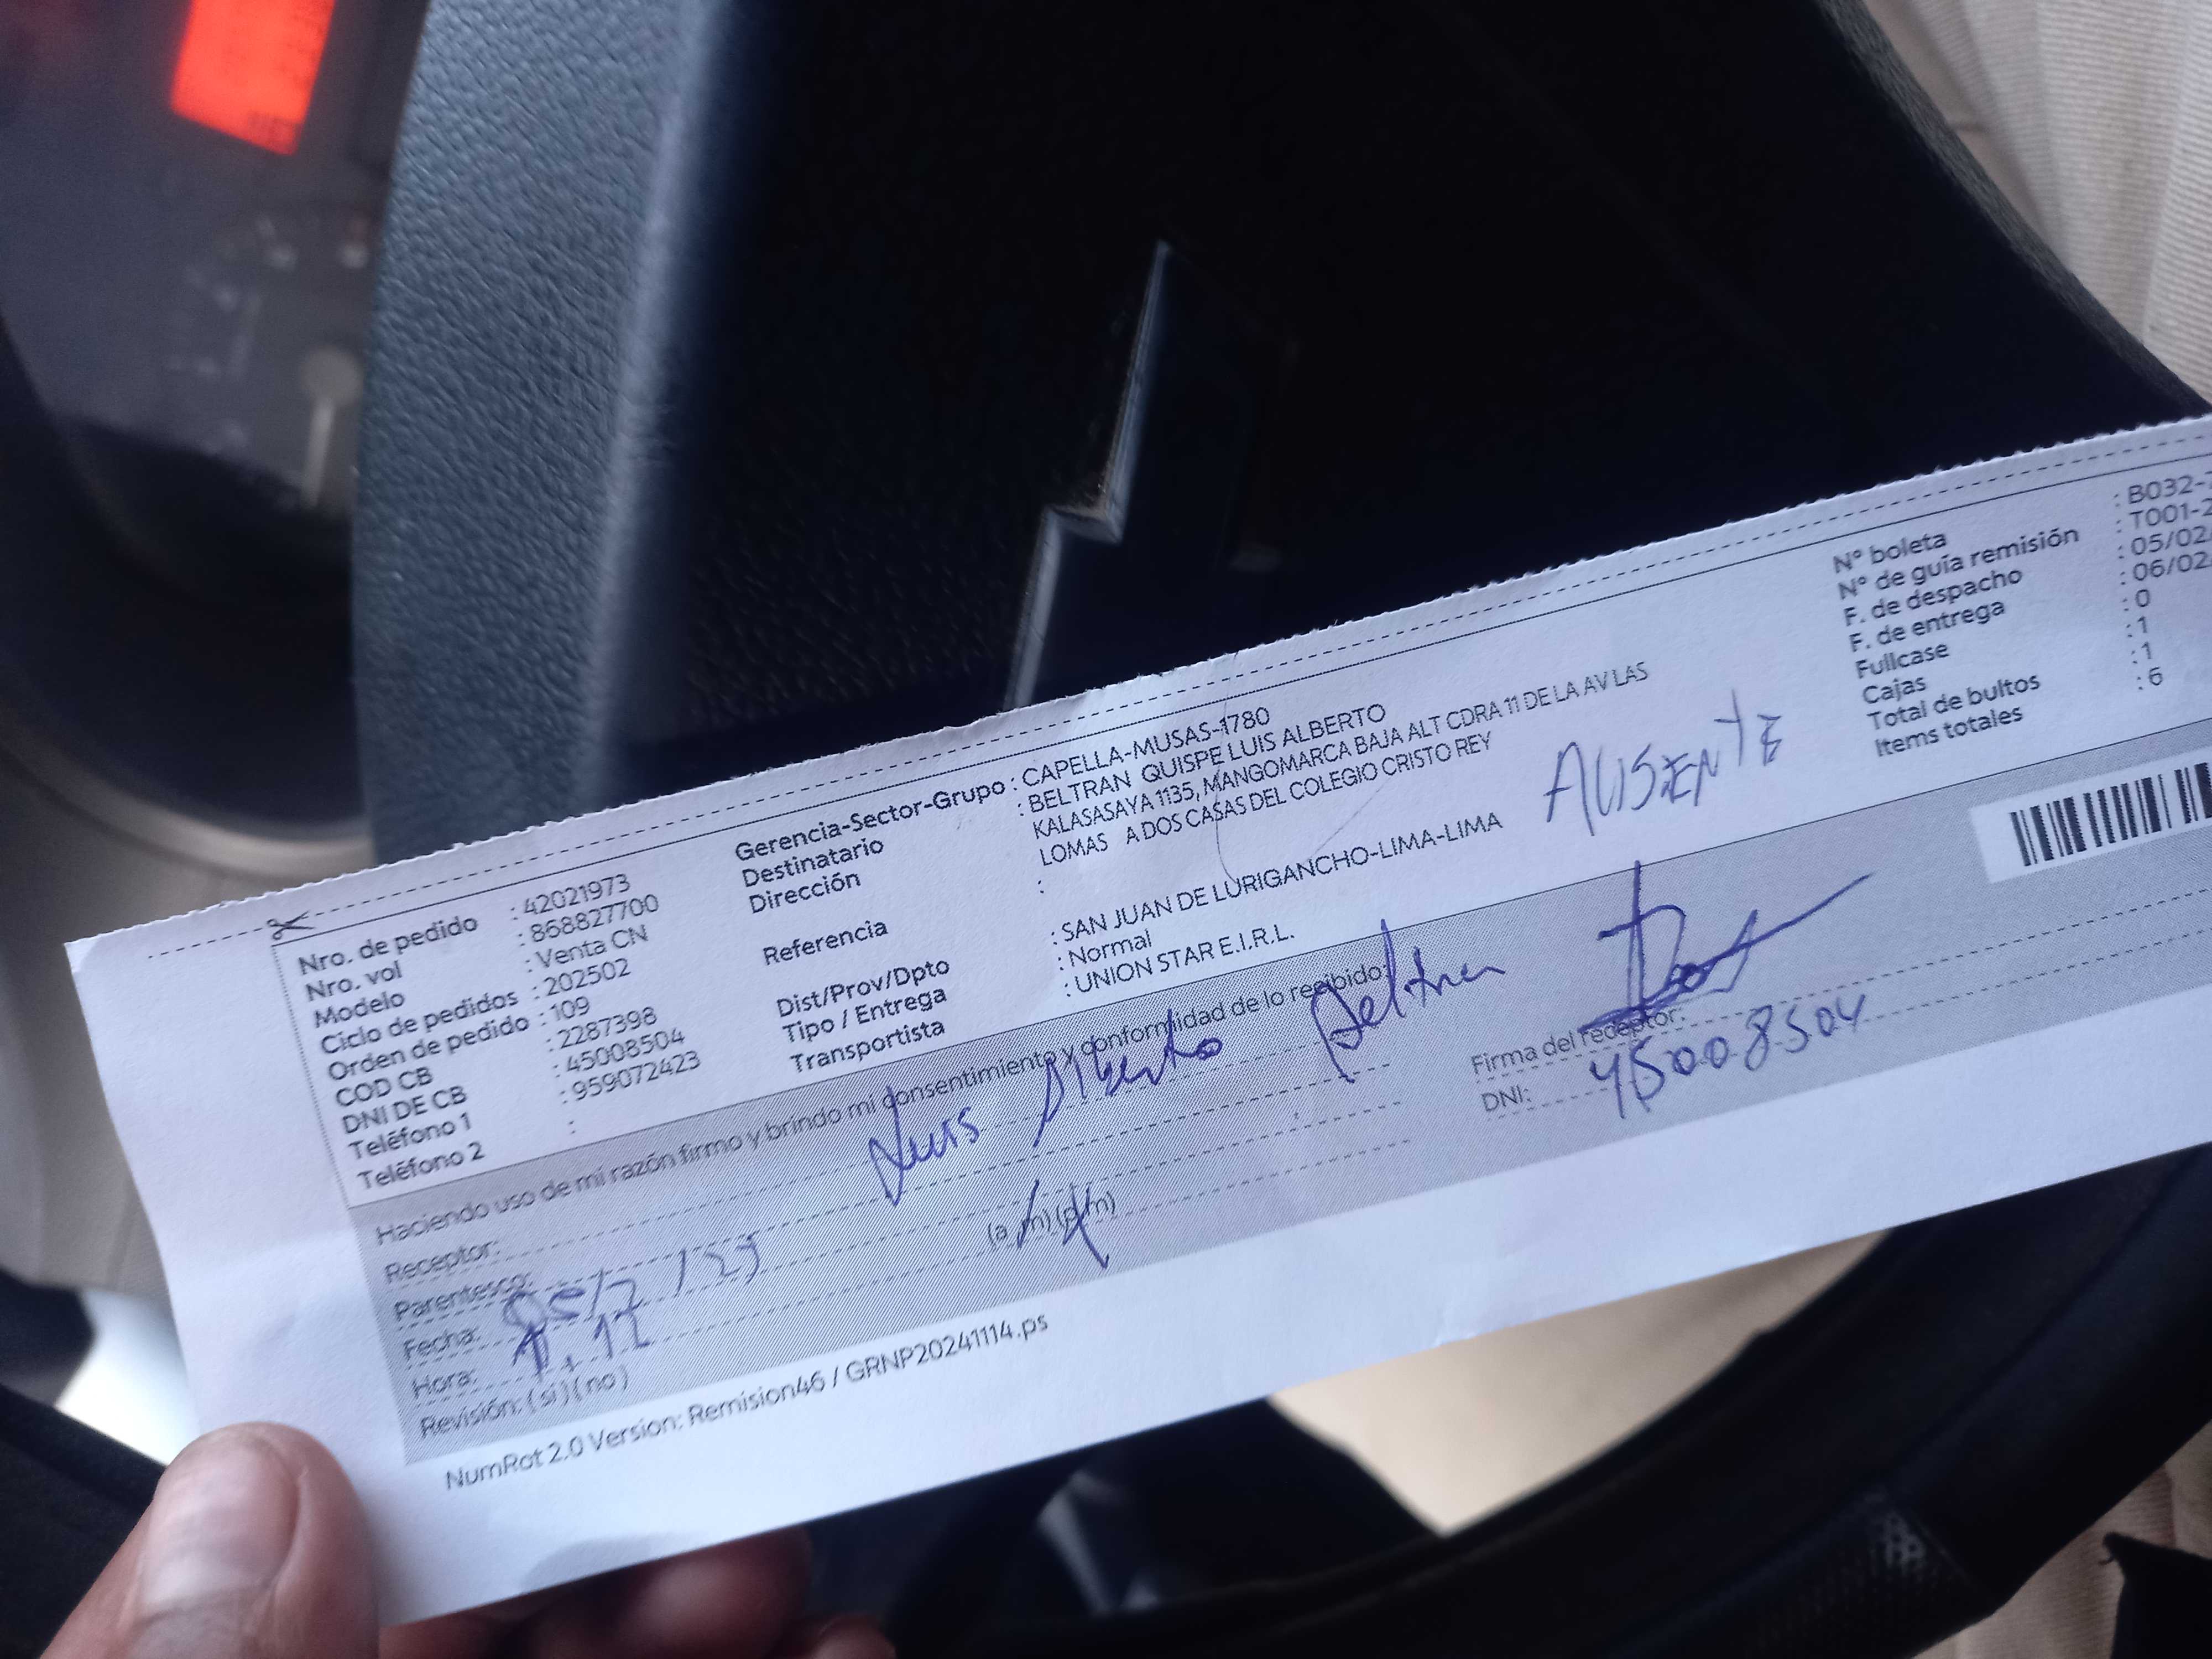 Nro. de pedido : 42021973
Nro. vol : 868827700
Modelo : Venta CN
Ciclo de pedidos : 202502
Orden de pedido : 109
COD CB : 2287398
DNI DE CB : 45008504
Teléfono 1 : 959072423
Teléfono 2 :
Gerencia-Sector-Grupo : CAPELLA-MUSAS-1780
Destinatario : BELTRAN QUISPE LUIS ALBERTO
Dirección KALASASAYA 1135, MANGOMARCA BAJA ALT CDRA 11 DE LA AV LAS
LOMAS A DOS CASAS DEL COLEGIO CRISTO REY
Referencia :
Dist/Prov/Dpto : SAN JUAN DE LURIGANCHO-LIMA-LIMA
Tipo / Entrega : Normal
Transportista : UNION STAR E.I.R.L.
AUSENTE
N° boleta : B032-
N° de guía remisión : T001-2
F. de despacho : 05/02
F. de entrega : 06/02
Fullcase : 0
Cajas : 1
Total de bultos : 1
Items totales : 6
Haciendo uso de mi razón firmo y brindo mi consentimiento y conformidad de lo recibido:
Receptor: Luis Alberto Beltran
Parentesco:
Fecha:
Hora: (a.m) (p.m)
Revisión: ( si ) ( no )
Firma del receptor:
DNI: 45008504
NumRot 2.0 Version: Remision46 / GRNP20241114.ps